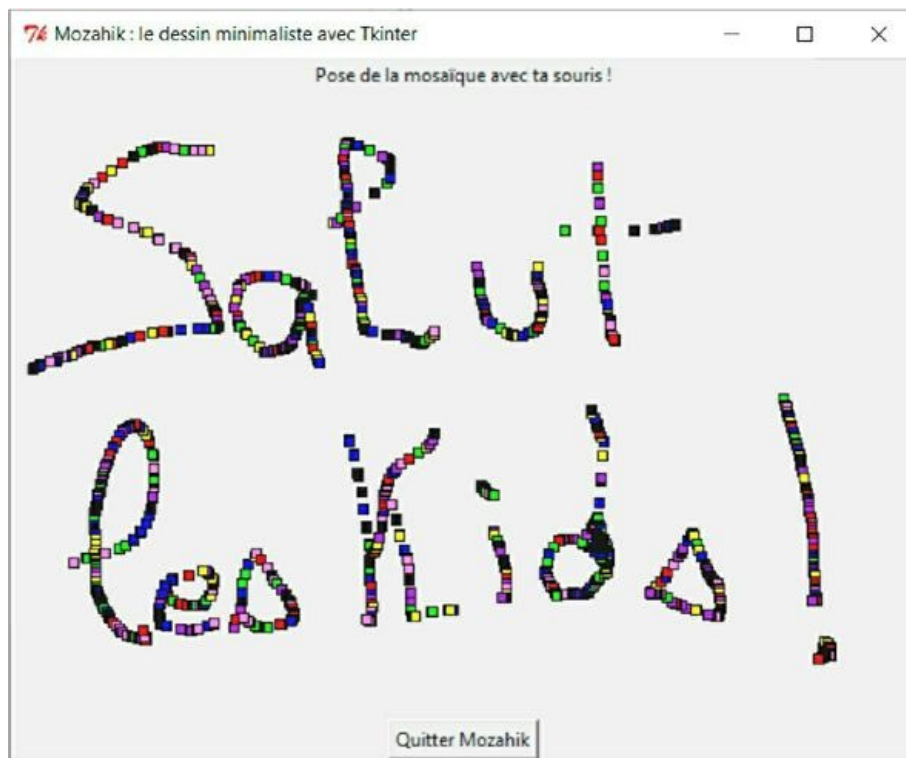 Mozahik : le dessin minimaliste avec Tkinter
Pose de la mosaïque avec ta souris !
Salut
les Kids !
Quitter Mozahik